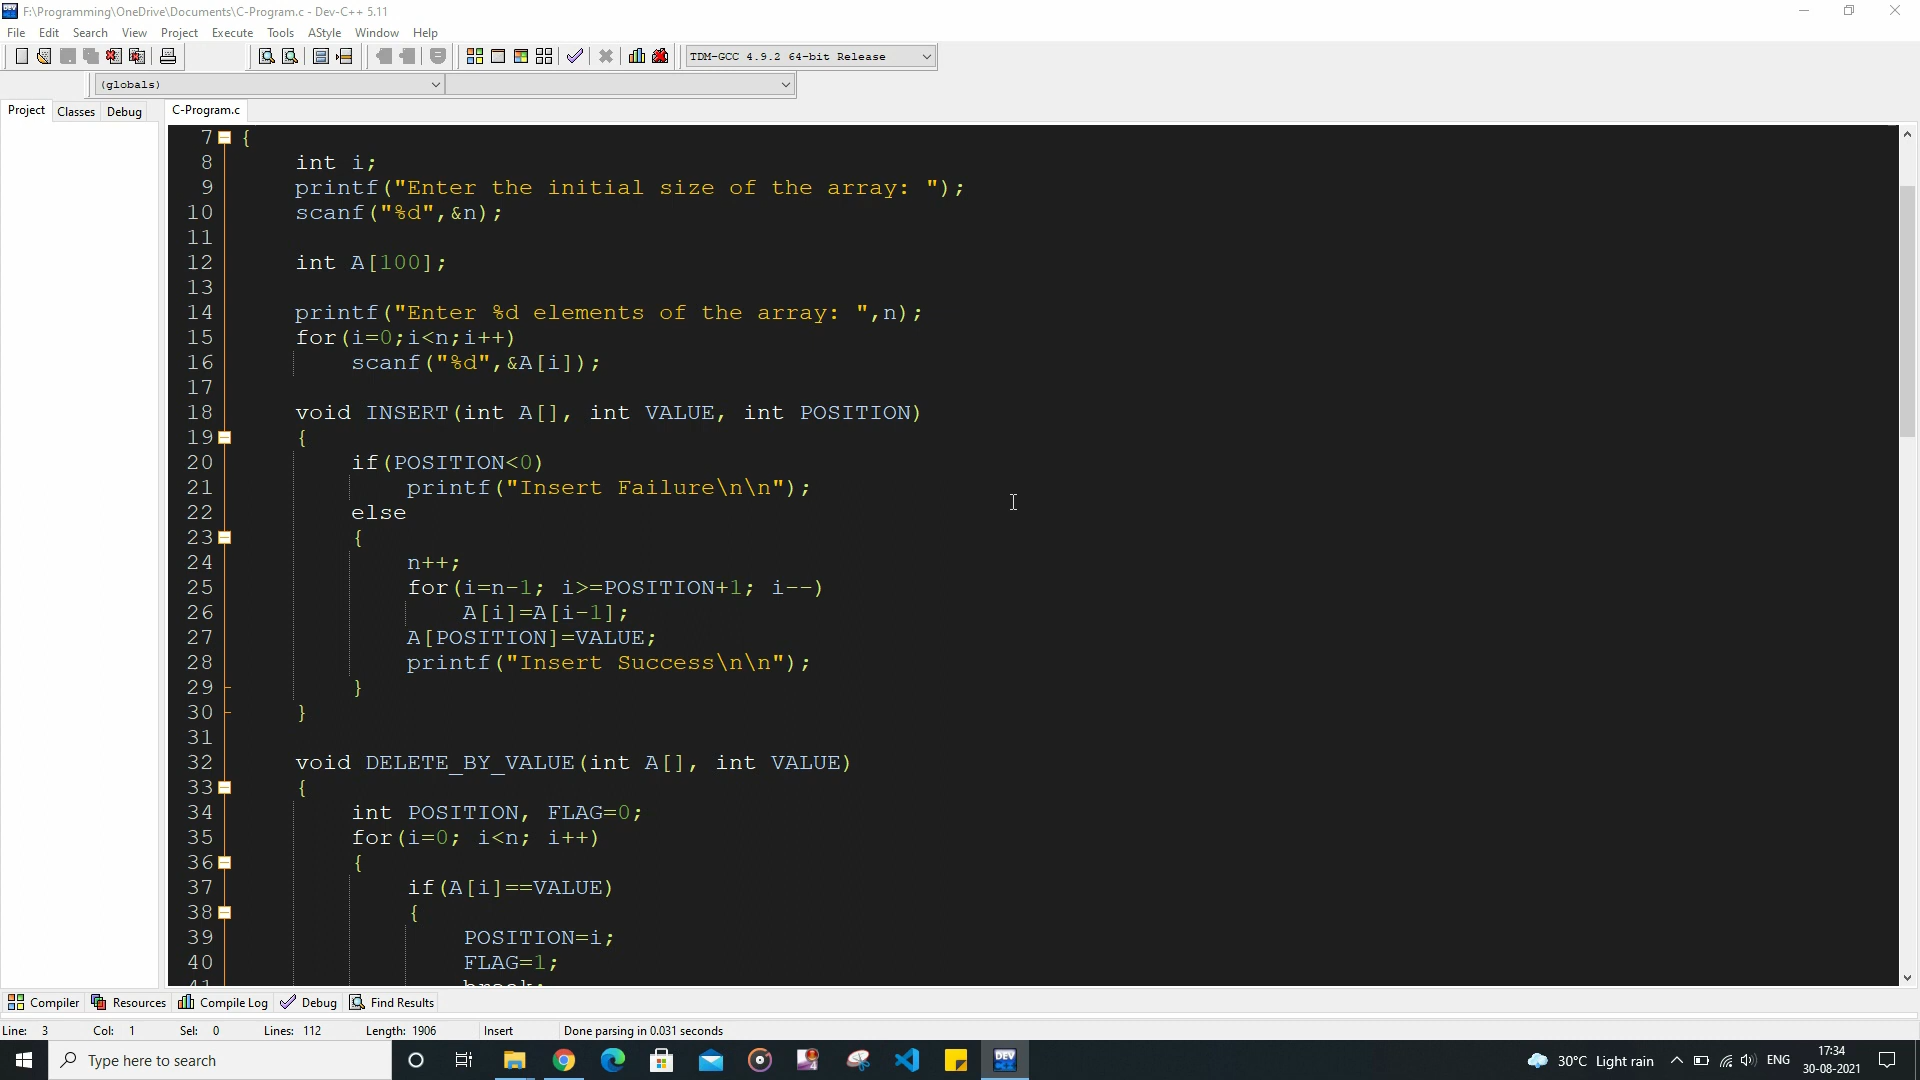 F:\Programming\OneDrive\Documents\C-Program.c - Dev-C++ 5.11
File Edit Search View Project Execute Tools AStyle Window Help
TDM-GCC 4.9.2 64-bit Release
(globals)
Project Classes Debug C-Program.c
7 {
8 int i;
9 printf("Enter the initial size of the array: ");
10 scanf("%d",&n);
11
12 int A[100];
13
14 printf("Enter %d elements of the array: ",n);
15 for(i=0;i<n;i++)
16 scanf("%d",&A[i]);
17
18 void INSERT(int A[], int VALUE, int POSITION)
19 {
20 if(POSITION<0)
21 printf("Insert Failure\n\n");
22 else
23 {
24 n++;
25 for(i=n-1; i>=POSITION+1; i--)
26 A[i]=A[i-1];
27 A[POSITION]=VALUE;
28 printf("Insert Success\n\n");
29 }
30 }
31
32 void DELETE_BY_VALUE(int A[], int VALUE)
33 {
34 int POSITION, FLAG=0;
35 for(i=0; i<n; i++)
36 {
37 if(A[i]==VALUE)
38 {
39 POSITION=i;
40 FLAG=1;
41 break;
Compiler Resources Compile Log Debug Find Results
Line: 3 Col: 1 Sel: 0 Lines: 112 Length: 1906 Insert Done parsing in 0.031 seconds
Type here to search
DEV
30°C Light rain ENG 17:34
30-08-2021